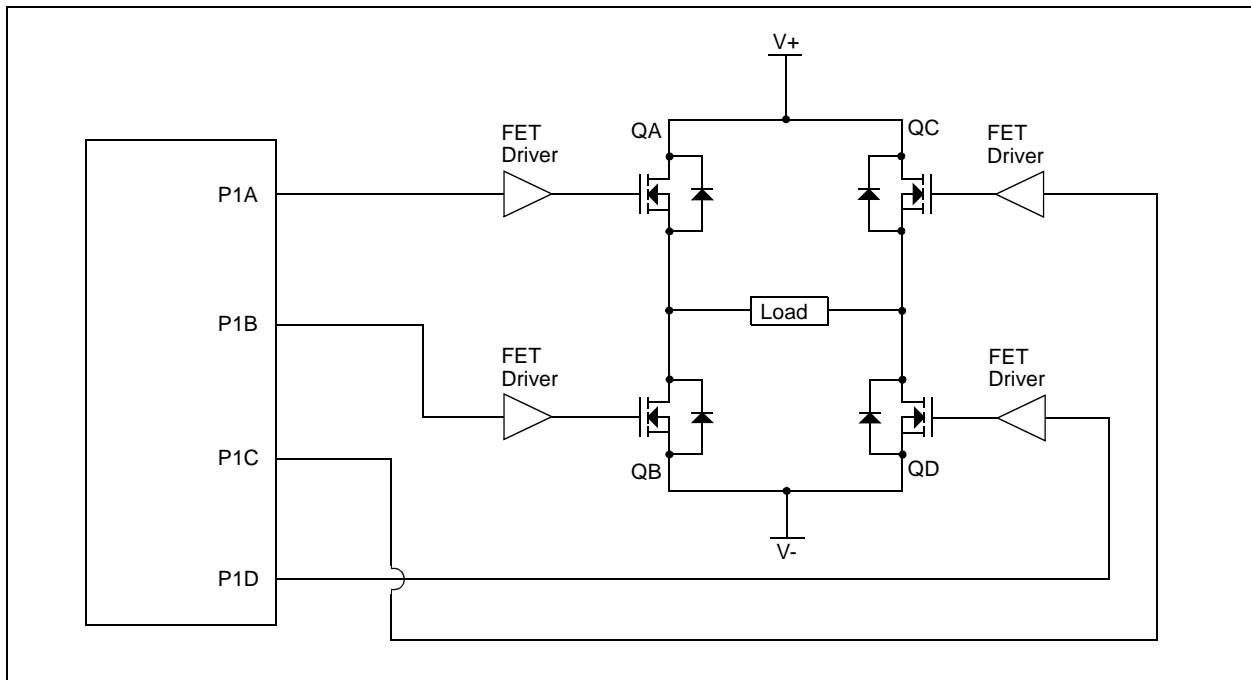 V+
FET
Driver
QA
QC
FET
Driver
P1A
P1B
Load
FET
Driver
FET
Driver
P1C
QB
QD
V-
P1D